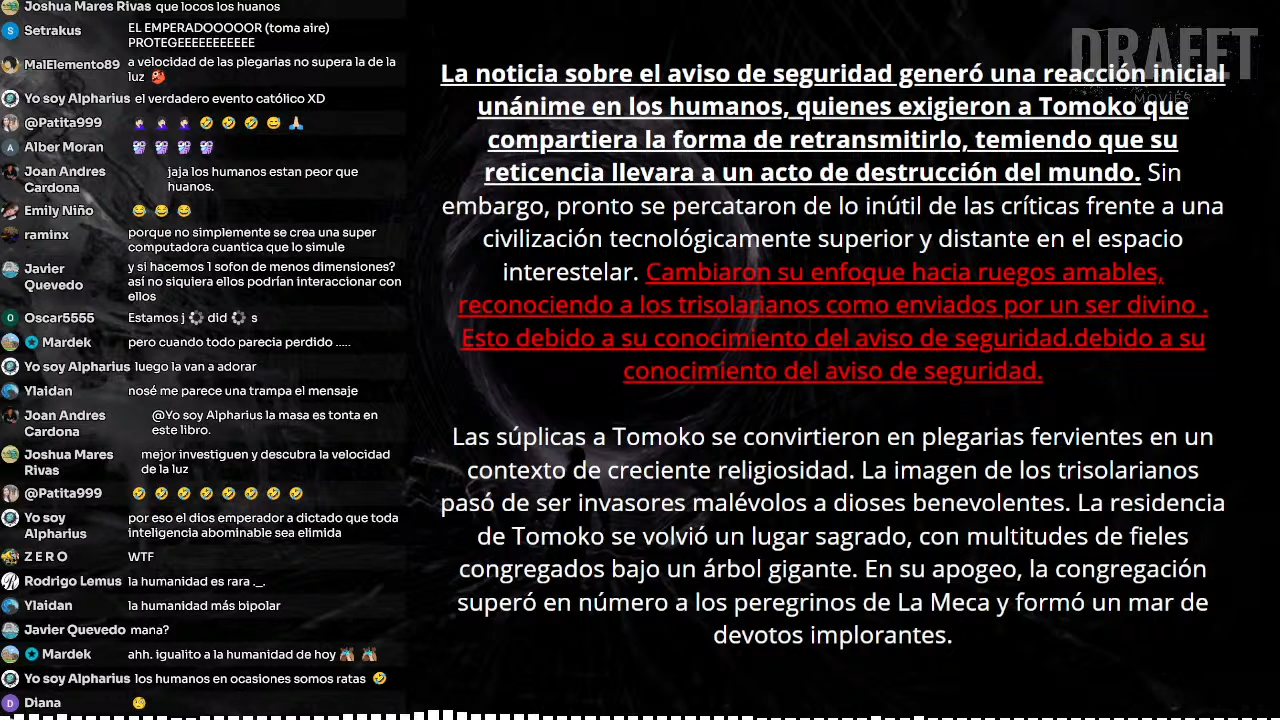 Joshua Mares Rivas que locos los huanos
Setrakus EL EMPERADOOOOOR (toma aire)
PROTEGEEEEEEEEEEE
MalElemento89 a velocidad de las plegarias no supera la de la
luz
Yo soy Alpharius el verdadero evento católico XD
@Patita999 🤦🏻‍♀️ 🤦🏻‍♀️ 🤦🏻‍♀️ 🤣 🤣 🤣 😅 🙏🏻
Alber Moran
Joan Andres jaja los humanos estan peor que
Cardona huanos.
Emily Niño 😂 😂 😂
raminx porque no simplemente se crea una super
computadora cuantica que lo simule
Javier y si hacemos 1 sofon de menos dimensiones?
Quevedo así no siquiera ellos podrían interaccionar con
ellos
Oscar5555 Estamos j did s
Mardek pero cuando todo parecia perdido .....
Yo soy Alpharius luego la van a adorar
Ylaidan nosé me parece una trampa el mensaje
Joan Andres @Yo soy Alpharius la masa es tonta en
Cardona este libro.
Joshua Mares mejor investiguen y descubra la velocidad
Rivas de la luz
@Patita999 🤣 🤣 🤣 🤣 🤣 🤣 🤣 🤣
Yo soy por eso el dios emperador a dictado que toda
Alpharius inteligencia abominable sea elimida
Z E R O WTF
Rodrigo Lemus la humanidad es rara ._.
Ylaidan la humanidad más bipolar
Javier Quevedo mana?
Mardek ahh. igualito a la humanidad de hoy
Yo soy Alpharius los humanos en ocasiones somos ratas 🤣
Diana 🧐
DRAFFT
MOVIES
La noticia sobre el aviso de seguridad generó una reacción inicial
unánime en los humanos, quienes exigieron a Tomoko que
compartiera la forma de retransmitirlo, temiendo que su
reticencia llevara a un acto de destrucción del mundo. Sin
embargo, pronto se percataron de lo inútil de las críticas frente a una
civilización tecnológicamente superior y distante en el espacio
interestelar. Cambiaron su enfoque hacia ruegos amables,
reconociendo a los trisolarianos como enviados por un ser divino .
Esto debido a su conocimiento del aviso de seguridad.debido a su
conocimiento del aviso de seguridad.
Las súplicas a Tomoko se convirtieron en plegarias fervientes en un
contexto de creciente religiosidad. La imagen de los trisolarianos
pasó de ser invasores malévolos a dioses benevolentes. La residencia
de Tomoko se volvió un lugar sagrado, con multitudes de fieles
congregados bajo un árbol gigante. En su apogeo, la congregación
superó en número a los peregrinos de La Meca y formó un mar de
devotos implorantes.